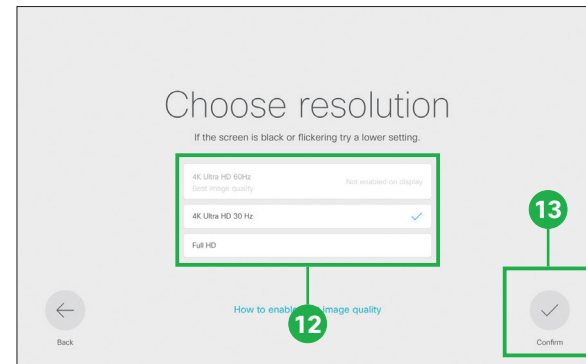 Choose resolution
If the screen is black or flickering try a lower setting.
4K Ultra HD 60Hz
Best image quality
Not enabled on display
4K Ultra HD 30 Hz
Full HD
13
How to enable image quality
12
Back
Confirm